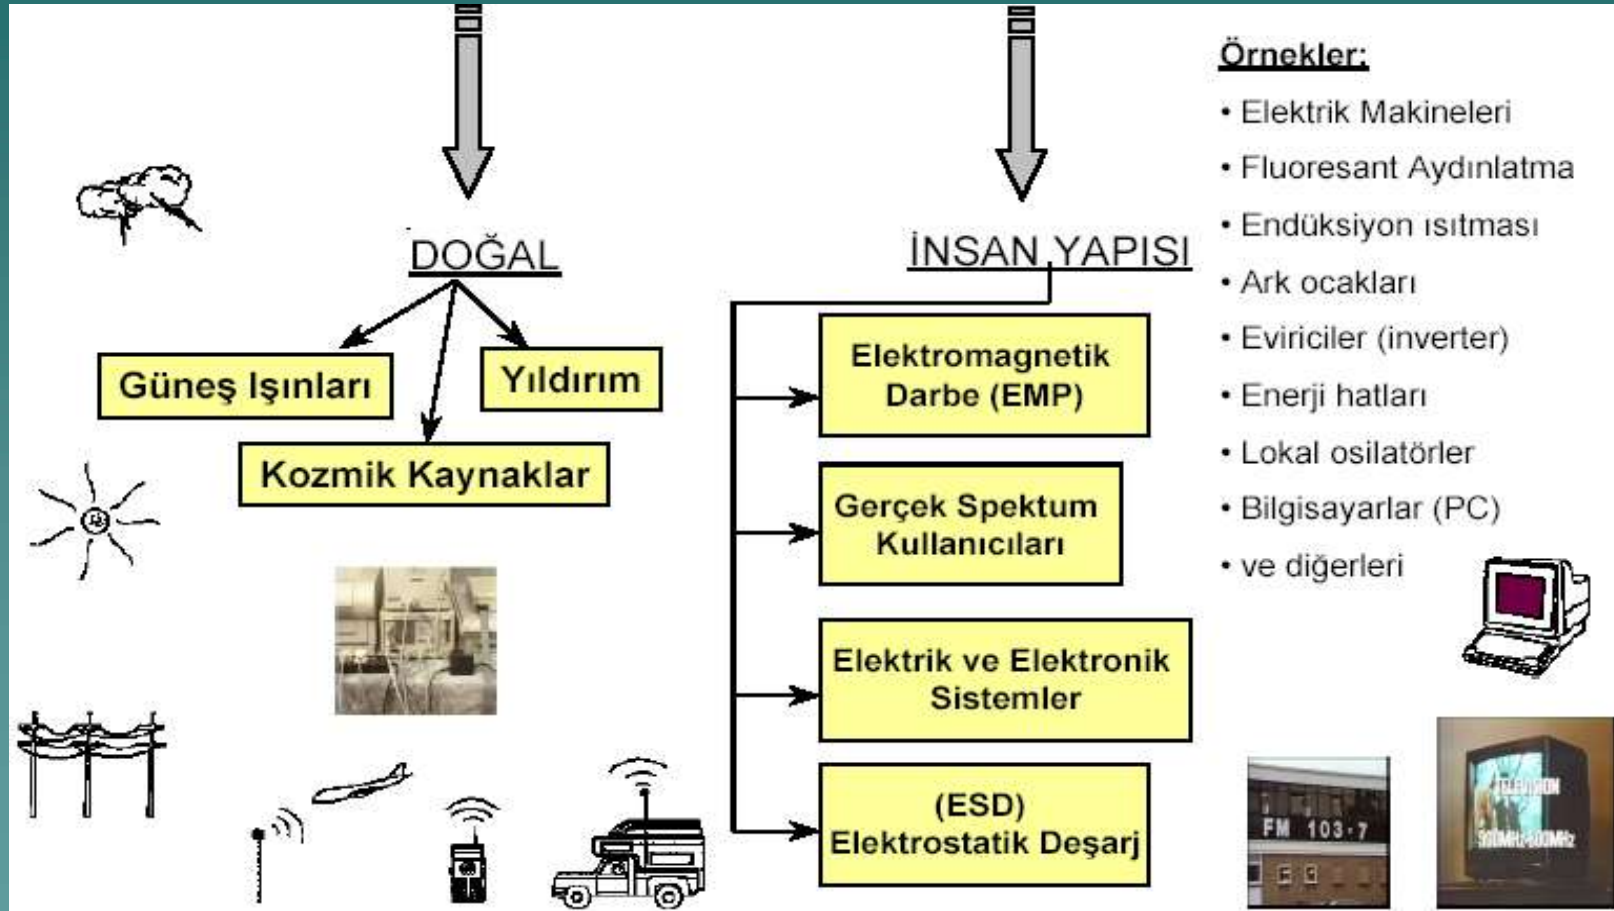 DOĞAL
Güneş Işınları
Yıldırım
Kozmik Kaynaklar
İNSAN YAPISI
Elektromagnetik
Darbe (EMP)
Gerçek Spektum
Kullanıcıları
Elektrik ve Elektronik
Sistemler
(ESD)
Elektrostatik Deşarj
Örnekler:
• Elektrik Makineleri
• Fluoresant Aydınlatma
• Endüksiyon ısıtması
• Ark ocakları
• Eviriciler (inverter)
• Enerji hatları
• Lokal osilatörler
• Bilgisayarlar (PC)
• ve diğerleri
FM 103·7
TELEVISION